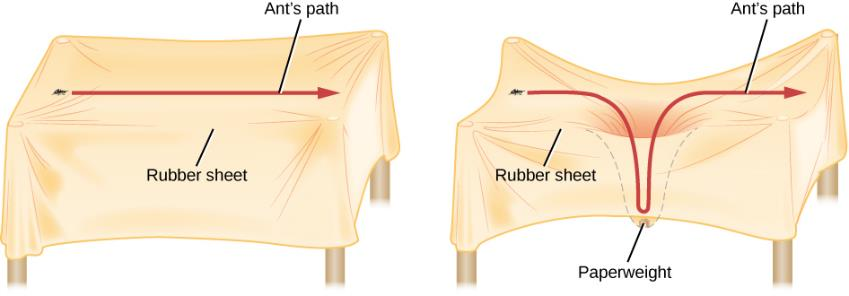 Ant's path
Rubber sheet
Ant's path
Rubber sheet
Paperweight